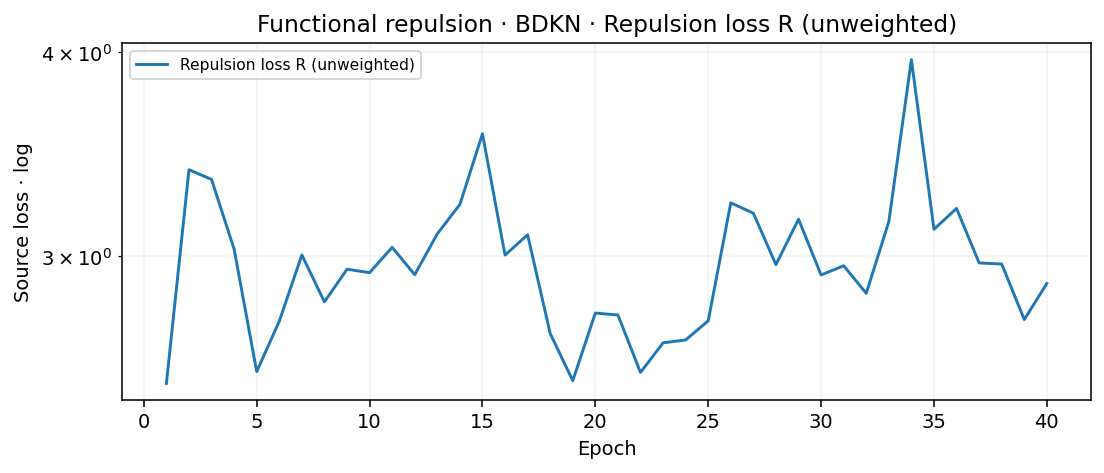 Functional repulsion · BDKN · Repulsion loss R (unweighted)
Repulsion loss R (unweighted)
4 × 10⁰
3 × 10⁰
Source loss · log
0 5 10 15 20 25 30 35 40
Epoch